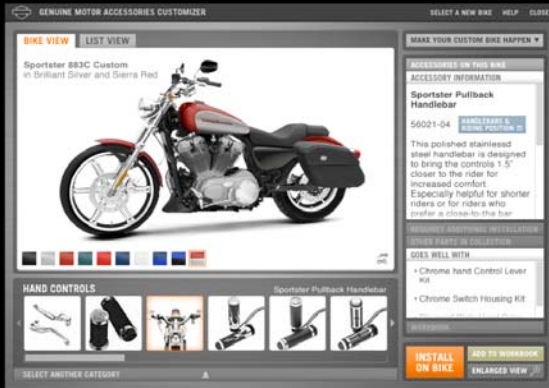 GENUINE MOTOR ACCESSORIES CUSTOMIZER
SELECT A NEW BIKE HELP CLOSE
BIKE VIEW LIST VIEW
Sportster 883C Custom
in Brilliant Silver and Sierra Red
HAND CONTROLS Sportster Pullback Handlebar
SELECT ANOTHER CATEGORY
MAKE YOUR CUSTOM BIKE HAPPEN
ACCESSORIES ON THIS BIKE
ACCESSORY INFORMATION
Sportster Pullback
Handlebar
56021-04 HANDLEBARS &
RIDING POSITION
This polished stainlesd
steel handlebar is designed
to bring the controls 1.5"
closer to the rider for
increased comfort
Especially helpful for shorter
riders or for riders who
prefer a close-to-the bar
REQUIRES ADDITIONAL INSTALLATION
OTHER PARTS IN COLLECTION
GOES WELL WITH
• Chrome hand Control Lever
Kit
• Chrome Switch Housing Kit
WORKBOOK
INSTALL
ON BIKE
ADD TO WORKBOOK
ENLARGED VIEW